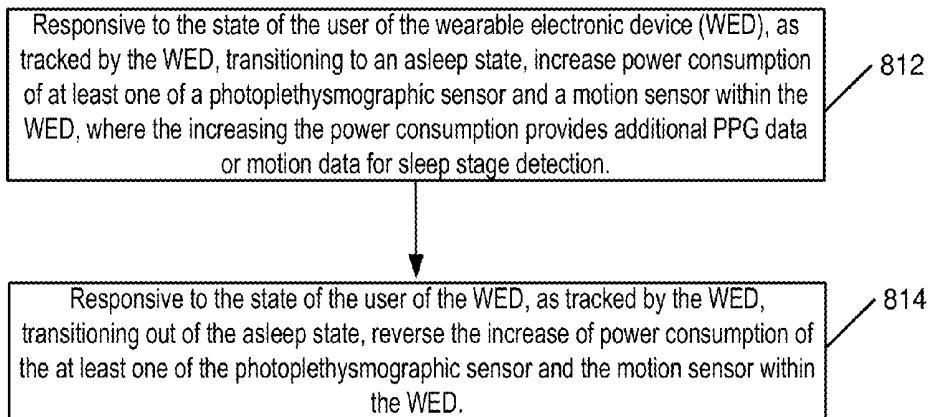 Responsive to the state of the user of the wearable electronic device (WED), as
tracked by the WED, transitioning to an asleep state, increase power consumption
of at least one of a photoplethysmographic sensor and a motion sensor within the
WED, where the increasing the power consumption provides additional PPG data
or motion data for sleep stage detection.
812
Responsive to the state of the user of the WED, as tracked by the WED,
transitioning out of the asleep state, reverse the increase of power consumption of
the at least one of the photoplethysmographic sensor and the motion sensor within
the WED.
814